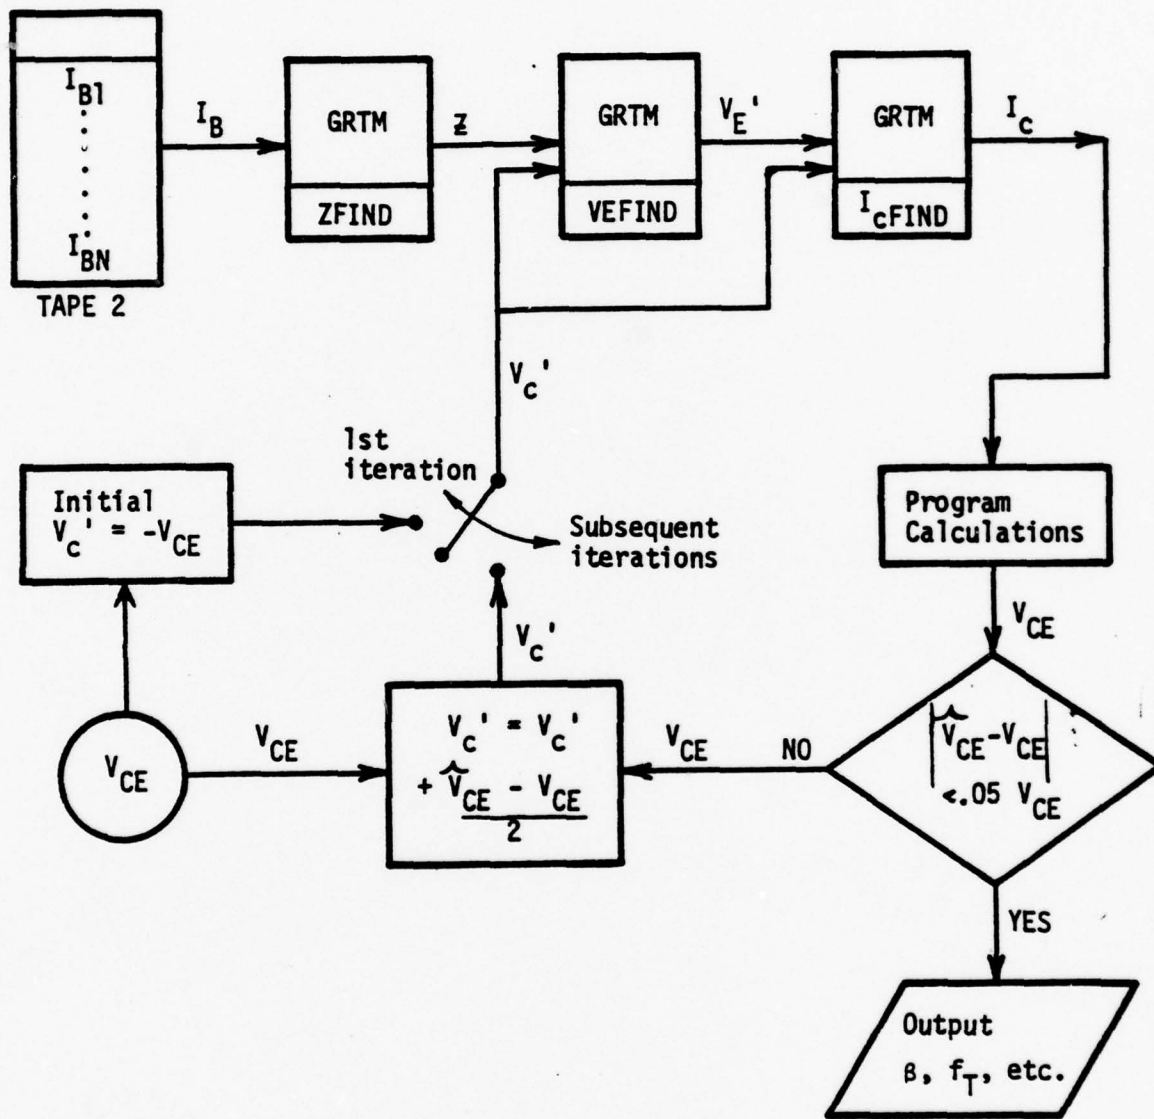 I_B1
I_BN
TAPE 2
I_B
GRTM
ZFIND
z
GRTM
VEFIND
V_E'
GRTM
I_cFIND
I_c
V_c'
1st
iteration
Subsequent
iterations
Initial
V_c' = -V_CE
Program
Calculations
V_CE
V_c'
V_CE
V_CE
V_c' = V_c'
+ V̂_CE - V_CE
2
V_CE
NO
|V̂_CE-V_CE|
<.05 V_CE
YES
Output
β, f_T, etc.